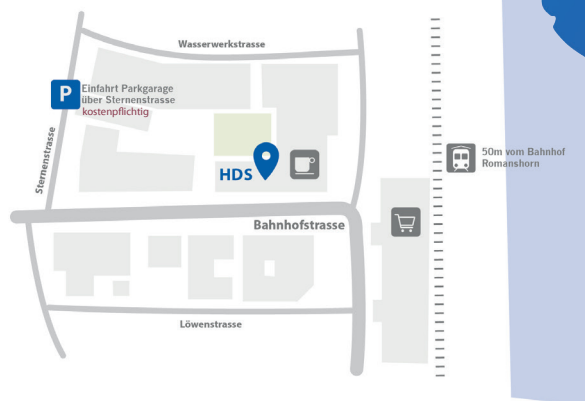 Wasserwerkstrasse
P
Einfahrt Parkgarage
über Sternenstrasse
kostenpflichtig
Sternenstrasse
50m vom Bahnhof
Romanshorn
HDS
Bahnhofstrasse
Löwenstrasse